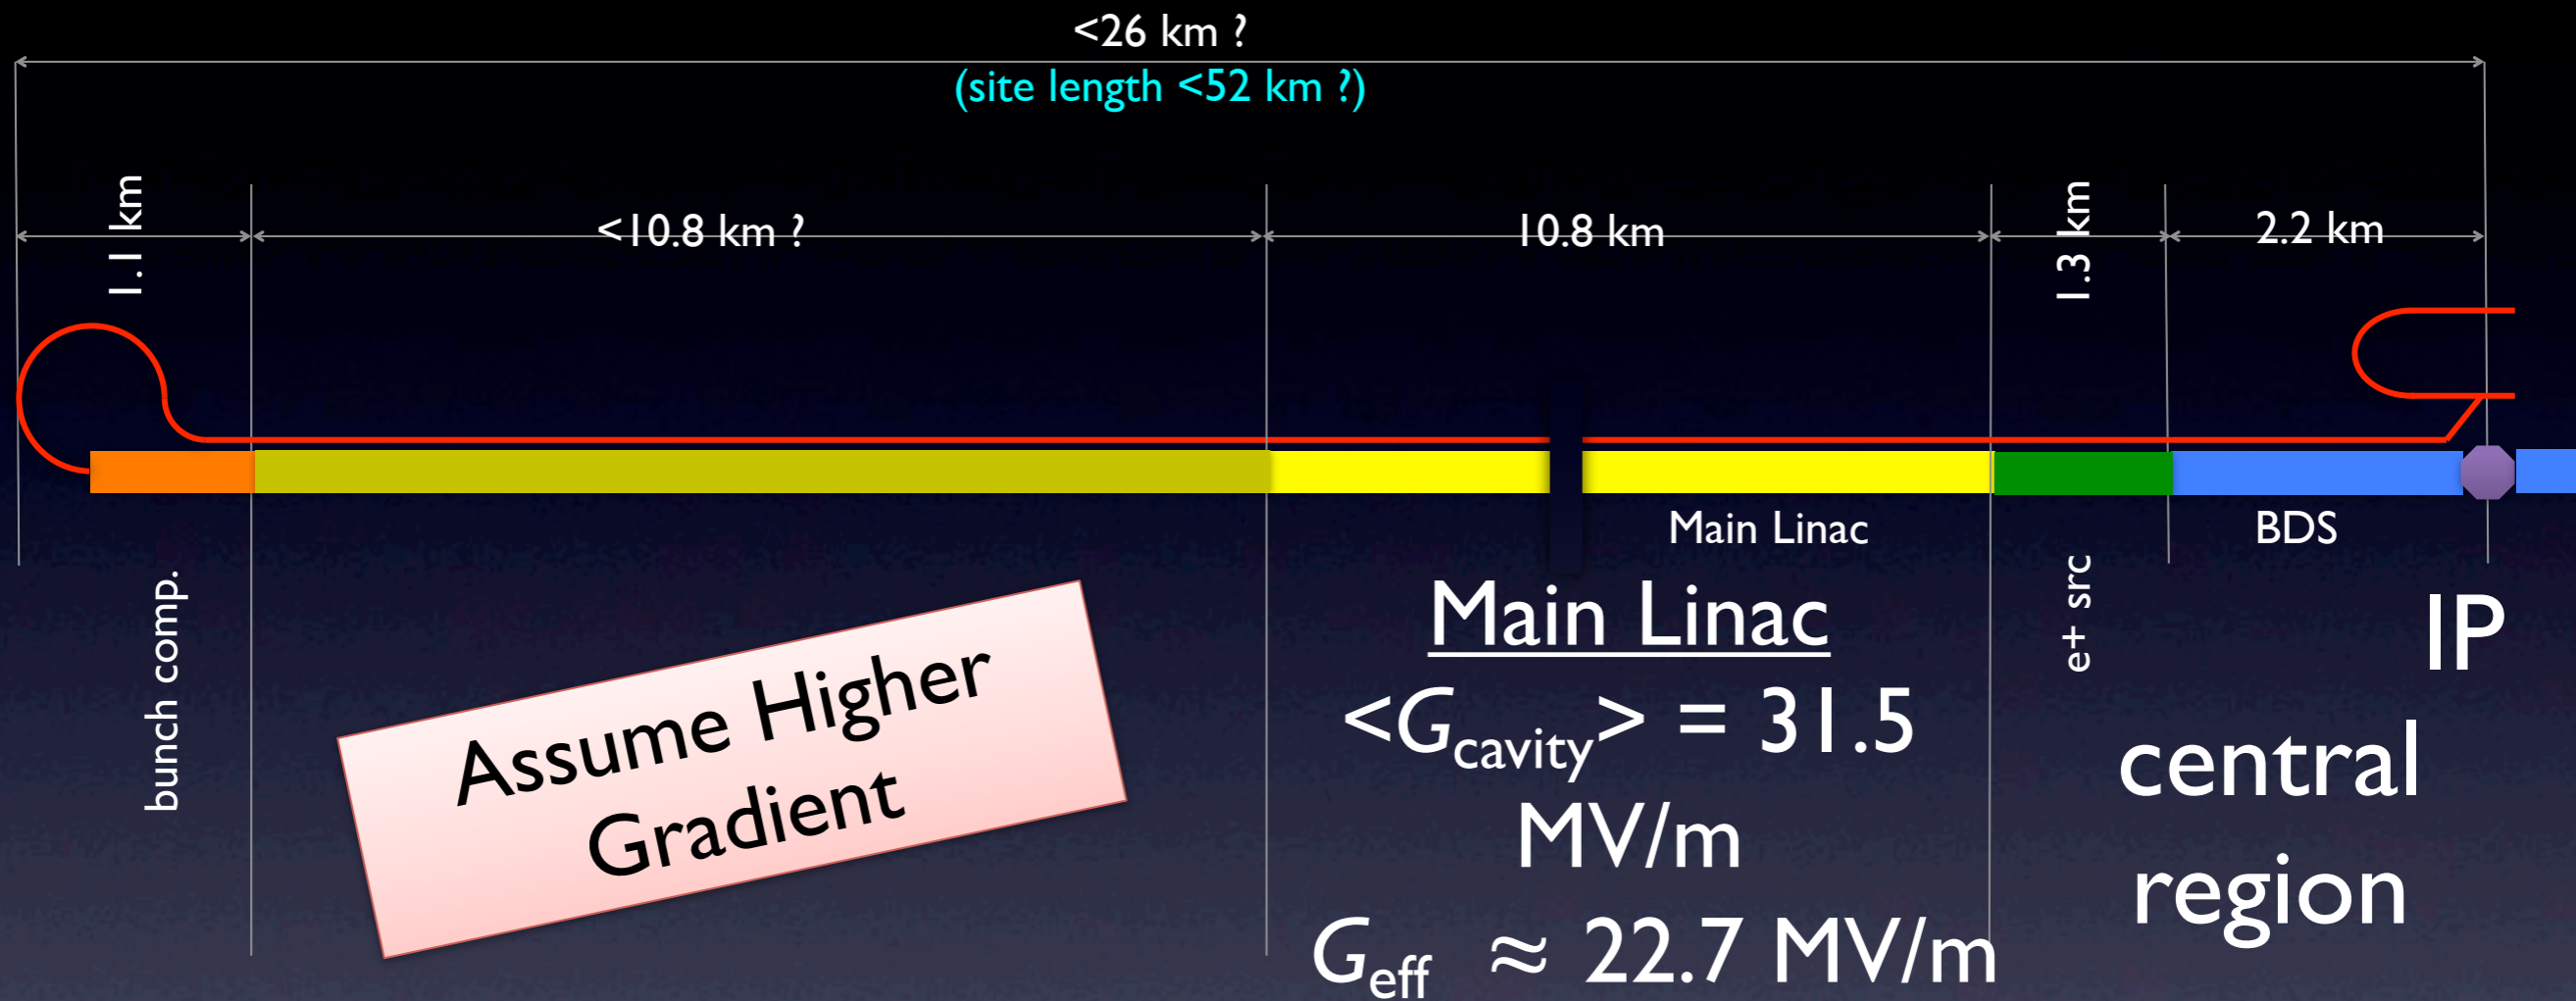 <26 km ?
(site length <52 km ?)
1.1 km
<10.8 km ?
10.8 km
1.3 km
2.2 km
Main Linac
BDS
bunch comp.
Assume Higher
Gradient
Main Linac
<Gcavity> = 31.5
MV/m
Geff ≈ 22.7 MV/m
e+ src
IP
central
region